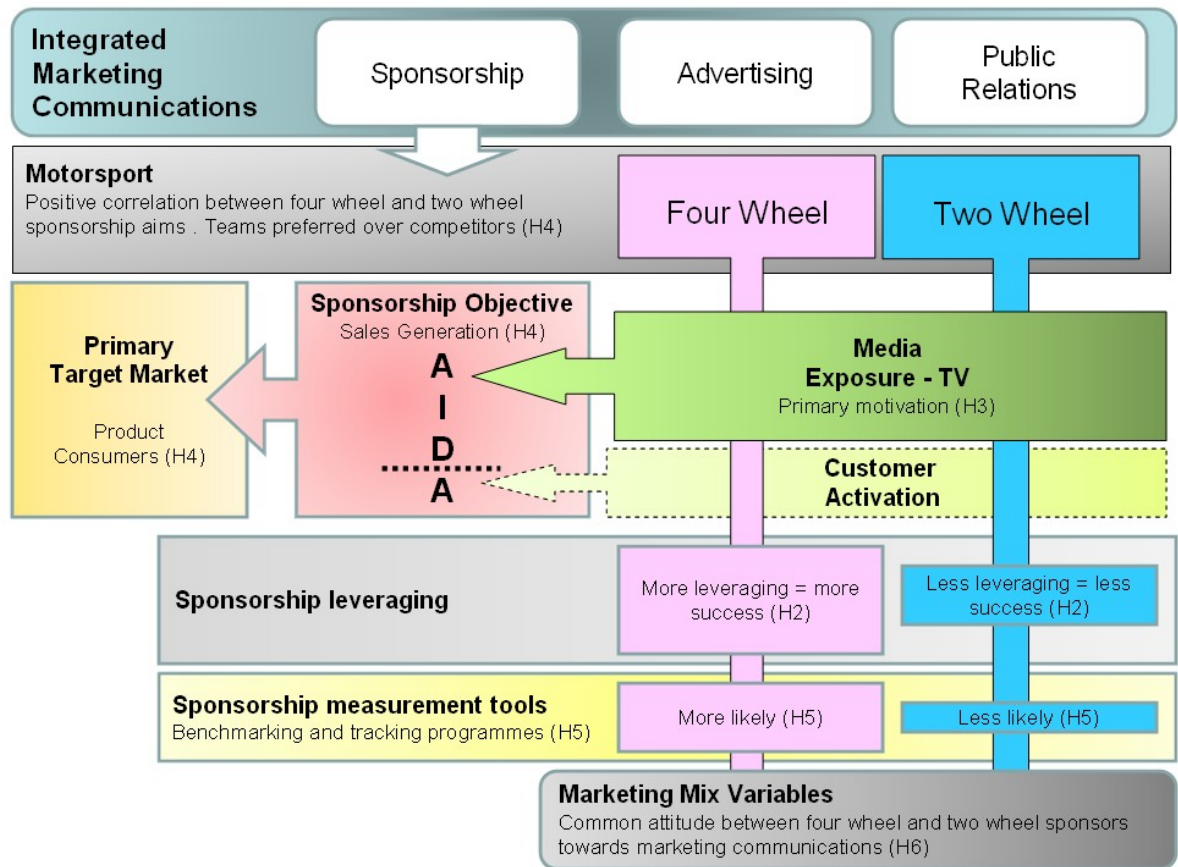 Integrated
Marketing
Communications
Sponsorship
Advertising
Public
Relations
Motorsport
Positive correlation between four wheel and two wheel
sponsorship aims . Teams preferred over competitors (H4)
Four Wheel
Two Wheel
Primary
Target Market
Product
Consumers (H4)
Sponsorship Objective
Sales Generation (H4)
A
I
D
A
Media
Exposure - TV
Primary motivation (H3)
Customer
Activation
Sponsorship leveraging
More leveraging = more
success (H2)
Less leveraging = less
success (H2)
Sponsorship measurement tools
Benchmarking and tracking programmes (H5)
More likely (H5)
Less likely (H5)
Marketing Mix Variables
Common attitude between four wheel and two wheel sponsors
towards marketing communications (H6)